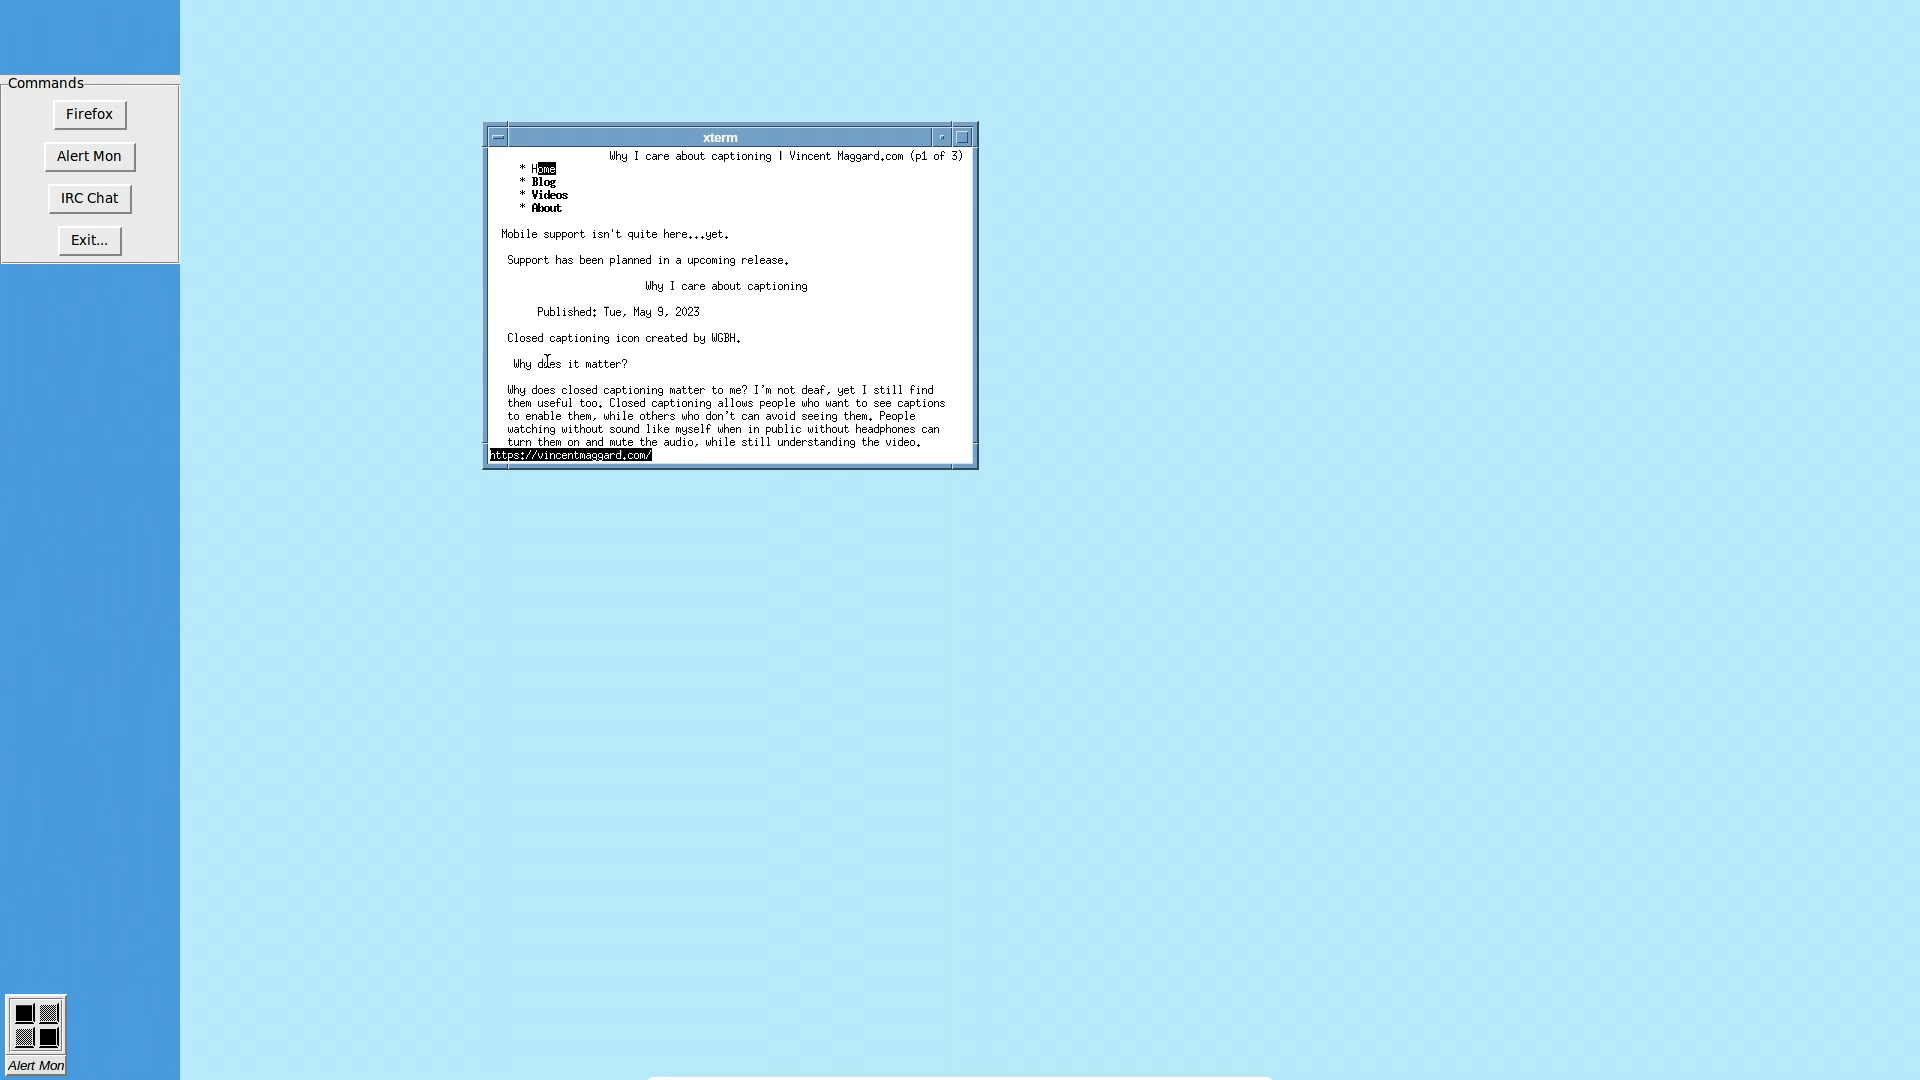 Commands
Firefox
Alert Mon
IRC Chat
Exit...
xterm
Why I care about captioning | Vincent Maggard.com (p1 of 3)
* Home
* Blog
* Videos
* About
Mobile support isn't quite here...yet.
Support has been planned in a upcoming release.
Why I care about captioning
Published: Tue, May 9, 2023
Closed captioning icon created by WGBH.
Why does it matter?
Why does closed captioning matter to me? I’m not deaf, yet I still find
them useful too. Closed captioning allows people who want to see captions
to enable them, while others who don’t can avoid seeing them. People
watching without sound like myself when in public without headphones can
turn them on and mute the audio, while still understanding the video.
https://vincentmaggard.com/
Alert Mon